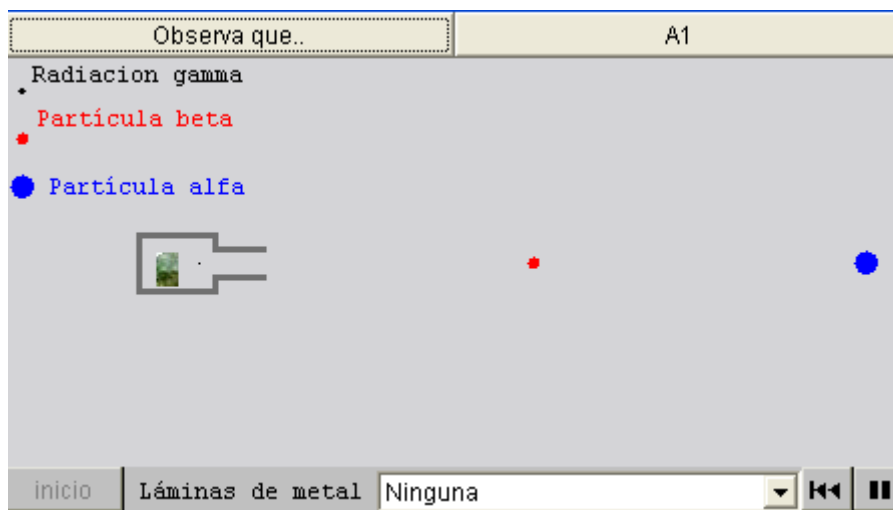 Observa que..
A1
Radiacion gamma
Partícula beta
Partícula alfa
inicio
Láminas de metal
Ninguna